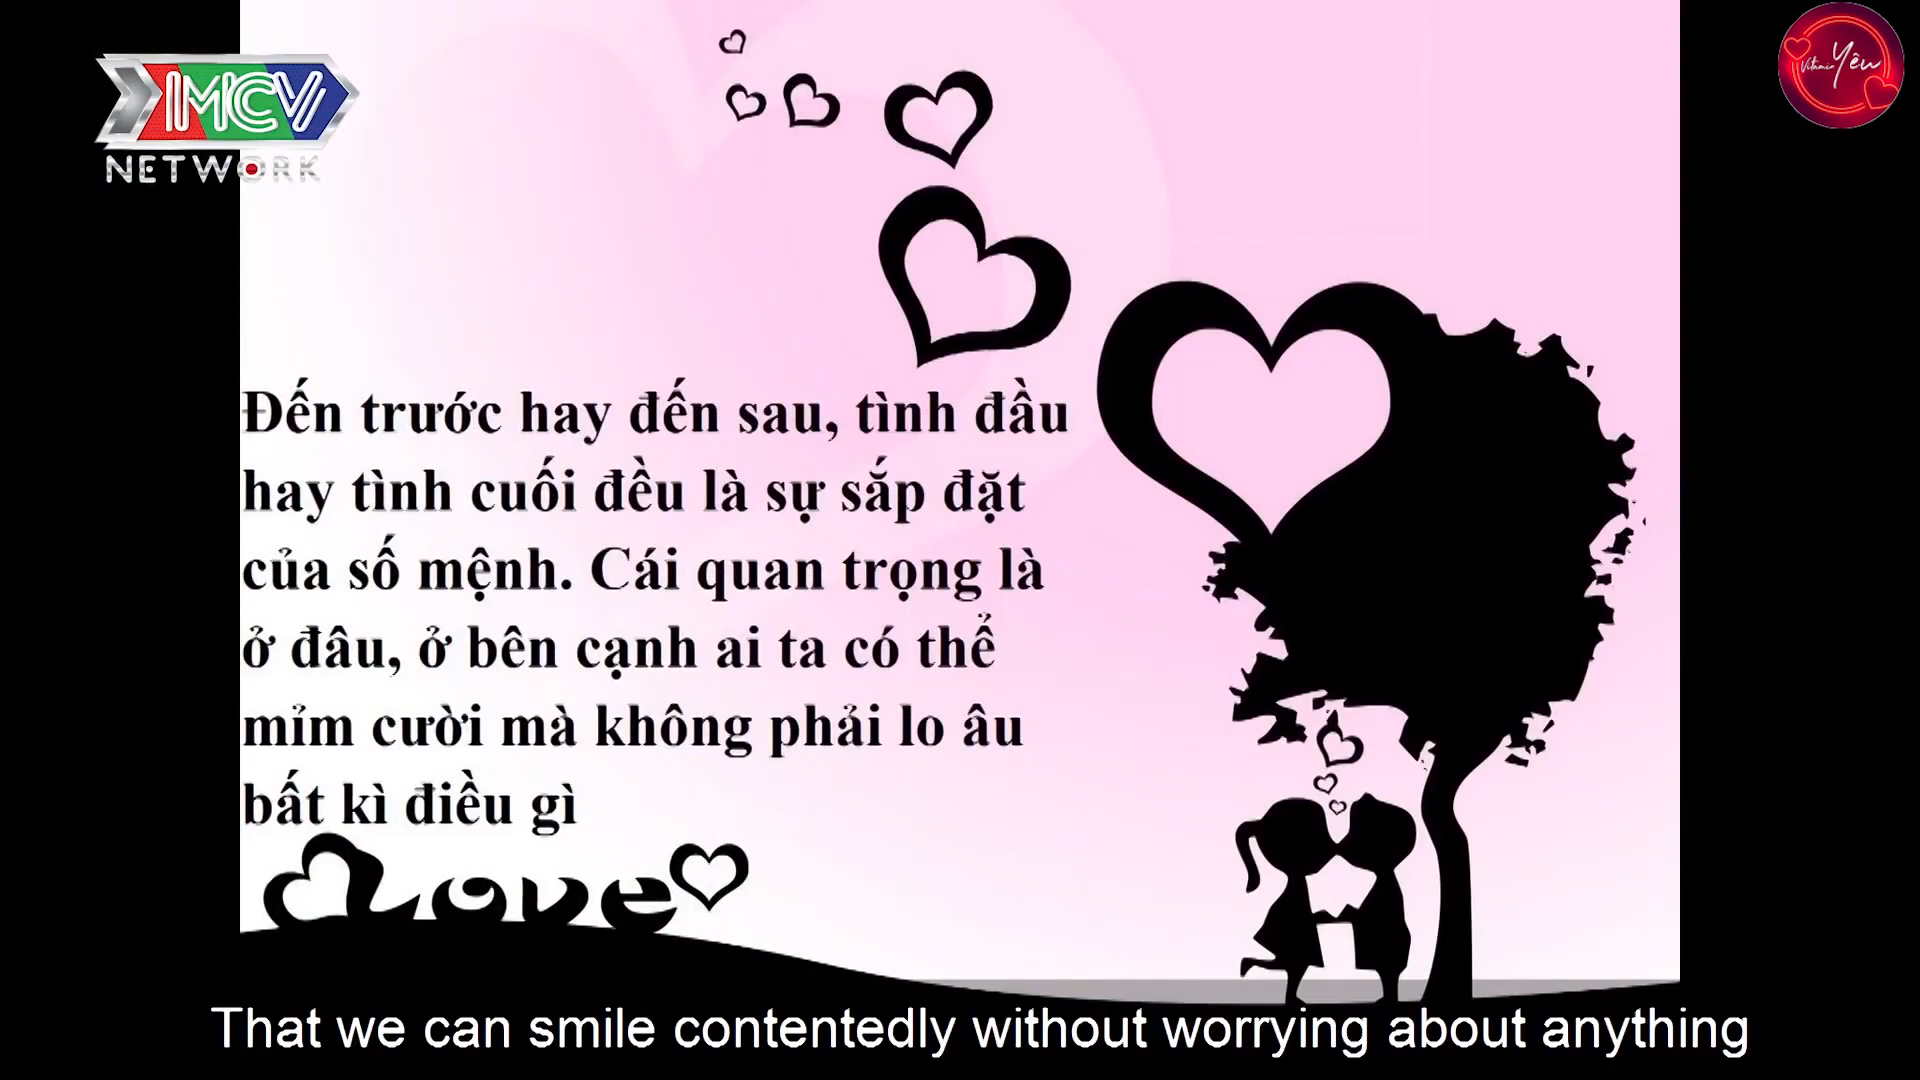 MCV
NETWORK
Vitamin Yêu
Đến trước hay đến sau, tình đầu
hay tình cuối đều là sự sắp đặt
của số mệnh. Cái quan trọng là
ở đâu, ở bên cạnh ai ta có thể
mỉm cười mà không phải lo âu
bất kì điều gì
Love
That we can smile contentedly without worrying about anything